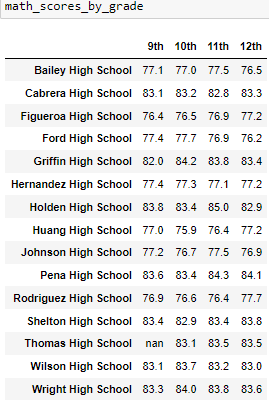 math_scores_by_grade
9th 10th 11th 12th
Bailey High School 77.1 77.0 77.5 76.5
Cabrera High School 83.1 83.2 82.8 83.3
Figueroa High School 76.4 76.5 76.9 77.2
Ford High School 77.4 77.7 76.9 76.2
Griffin High School 82.0 84.2 83.8 83.4
Hernandez High School 77.4 77.3 77.1 77.2
Holden High School 83.8 83.4 85.0 82.9
Huang High School 77.0 75.9 76.4 77.2
Johnson High School 77.2 76.7 77.5 76.9
Pena High School 83.6 83.4 84.3 84.1
Rodriguez High School 76.9 76.6 76.4 77.7
Shelton High School 83.4 82.9 83.4 83.8
Thomas High School nan 83.1 83.5 83.5
Wilson High School 83.1 83.7 83.2 83.0
Wright High School 83.3 84.0 83.8 83.6